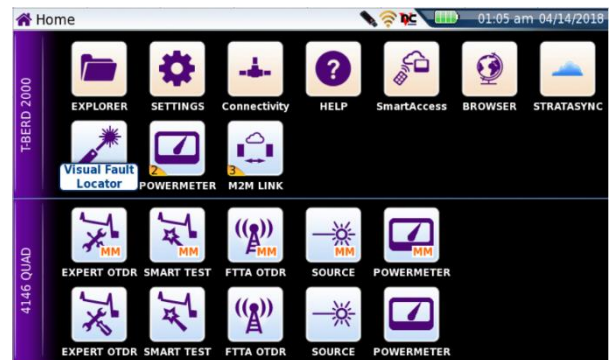 Home
DC
01:05 am 04/14/2018
T-BERD 2000
EXPLORER SETTINGS Connectivity HELP SmartAccess BROWSER STRATASYNC
Visual Fault
Locator
2
POWERMETER
3
M2M LINK
4146 QUAD
MM MM MM MM MM
EXPERT OTDR SMART TEST FTTA OTDR SOURCE POWERMETER
EXPERT OTDR SMART TEST FTTA OTDR SOURCE POWERMETER